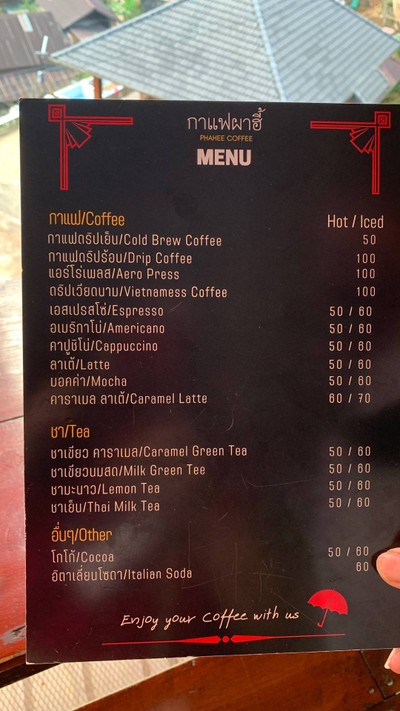 กาแฟผาฮี้
PHAHEE COFFEE
MENU
กาแฟ/Coffee Hot / Iced
กาแฟดริปเย็น/Cold Brew Coffee 50
กาแฟดริปร้อน/Drip Coffee 100
แอร์โร่เพลส/Aero Press 100
ดริปเวียดนาม/Vietnamess Coffee 100
เอสเปรสโซ่/Espresso 50 / 60
อเมริกาโน่/Americano 50 / 60
คาปูชิโน่/Cappuccino 50 / 60
ลาเต้/Latte 50 / 60
มอคค่า/Mocha 50 / 60
คาราเมล ลาเต้/Caramel Latte 60 / 70
ชา/Tea
ชาเขียว คาราเมล/Caramel Green Tea 50 / 60
ชาเขียวนมสด/Milk Green Tee 50 / 60
ชามะนาว/Lemon Tea 50 / 60
ชาเย็น/Thai Milk Tea 50 / 60
อื่นๆ/Other
โกโก้/Cocoa 50 / 60
อิตาเลี่ยนโซดา/Italian Soda 60
Enjoy your Coffee with us